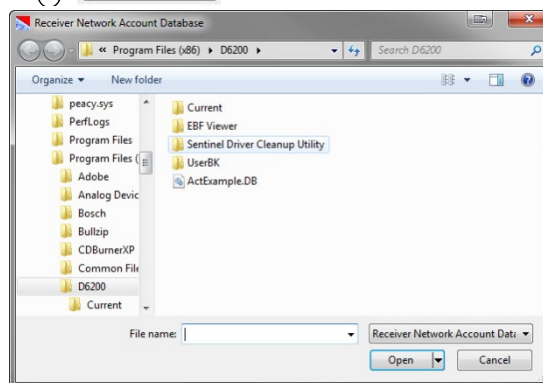 Receiver Network Account Database
« Program Files (x86) ▸ D6200 ▸
Search D6200
Organize ▾ New folder
peacy.sys
PerfLogs
Program Files
Program Files (
Adobe
Analog Devic
Bosch
Bullzip
CDBurnerXP
Common File
D6200
Current
Current
EBF Viewer
Sentinel Driver Cleanup Utility
UserBK
ActExample.DB
File name:
Receiver Network Account Data
Open
Cancel